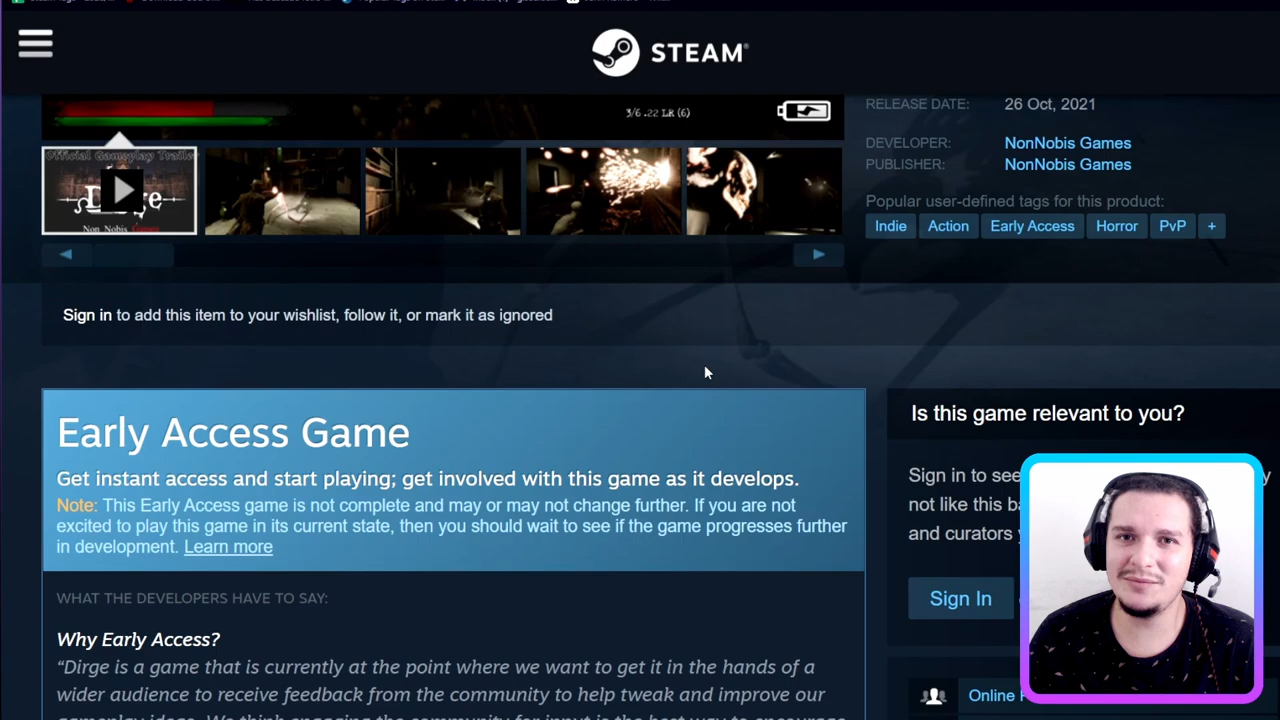 STEAM®
3/6 .22 LR (6)
RELEASE DATE: 26 Oct, 2021
DEVELOPER: NonNobis Games
PUBLISHER: NonNobis Games
Official Gameplay Trailer
Dirge
Non Nobis Games
Popular user-defined tags for this product:
Indie Action Early Access Horror PvP +
Sign in to add this item to your wishlist, follow it, or mark it as ignored
Early Access Game
Get instant access and start playing; get involved with this game as it develops.
Note: This Early Access game is not complete and may or may not change further. If you are not
excited to play this game in its current state, then you should wait to see if the game progresses further
in development. Learn more
WHAT THE DEVELOPERS HAVE TO SAY:
Why Early Access?
“Dirge is a game that is currently at the point where we want to get it in the hands of a
wider audience to receive feedback from the community to help tweak and improve our
Is this game relevant to you?
Sign in to see
not like this
and curators
Sign In
Online